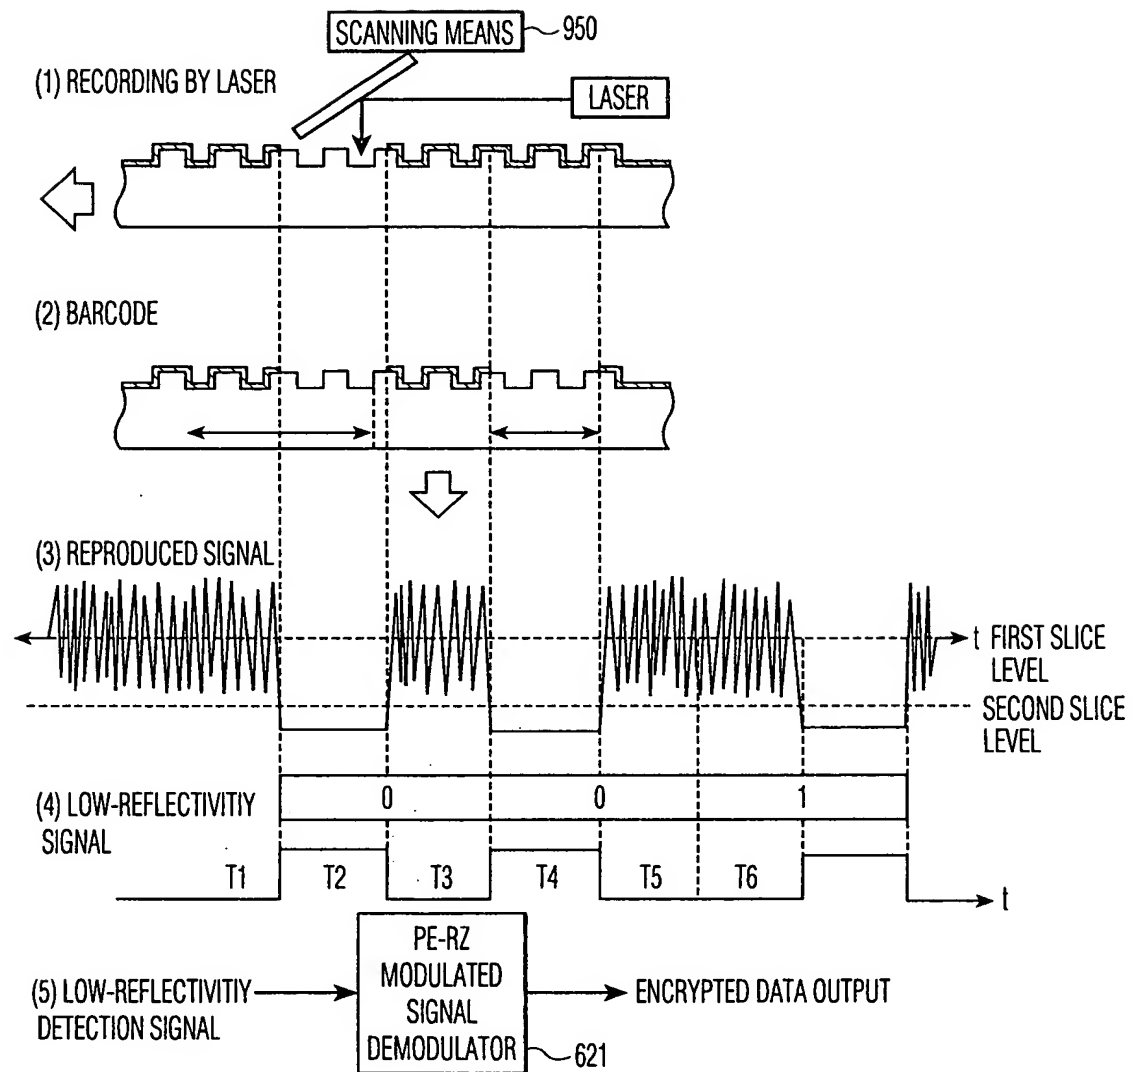 SCANNING MEANS 950
(1) RECORDING BY LASER
LASER
(2) BARCODE
(3) REPRODUCED SIGNAL
t FIRST SLICE
LEVEL
SECOND SLICE
LEVEL
(4) LOW-REFLECTIVITIY
SIGNAL
0 0 1
T1 T2 T3 T4 T5 T6
t
PE-RZ
MODULATED
SIGNAL
DEMODULATOR
621
(5) LOW-REFLECTIVITIY
DETECTION SIGNAL
ENCRYPTED DATA OUTPUT